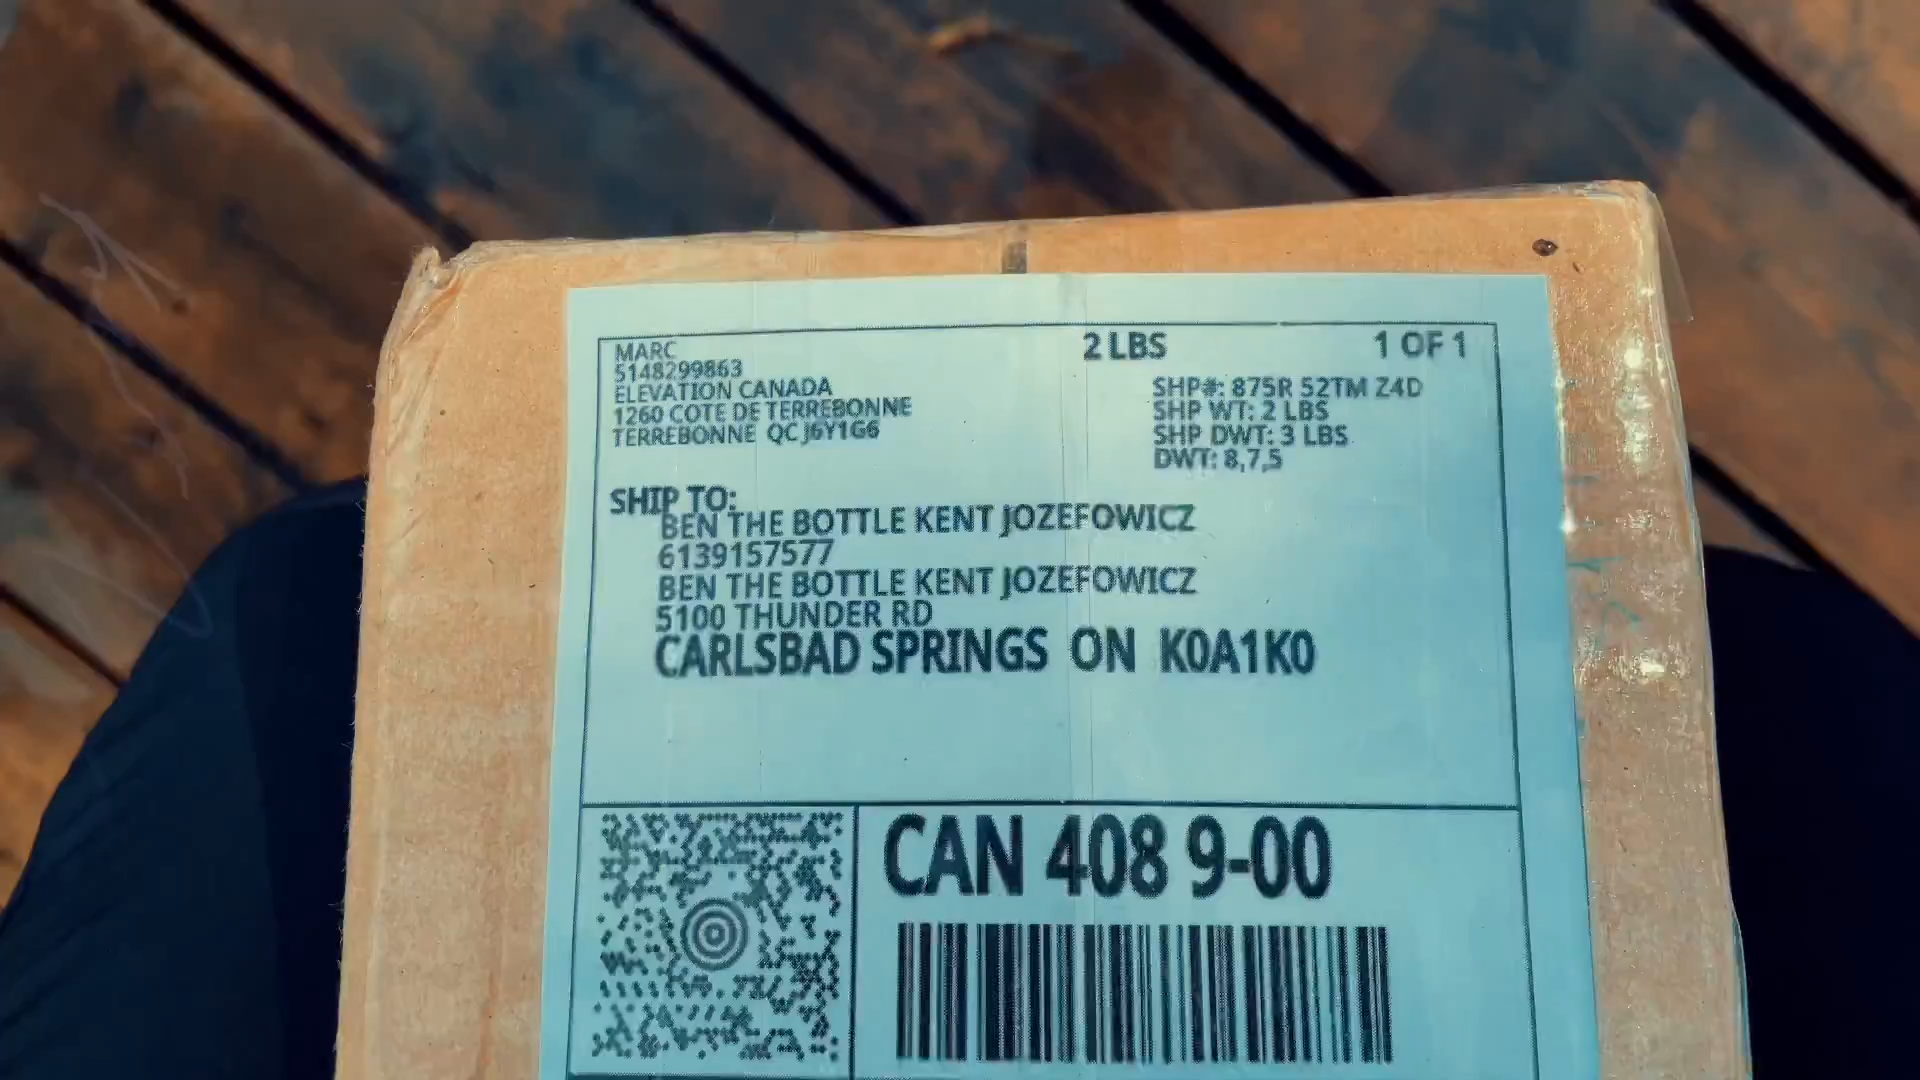 MARC
5148299863
ELEVATION CANADA
1260 COTE DE TERREBONNE
TERREBONNE QC J6Y1G6
2 LBS 1 OF 1
SHP#: 875R 52TM Z4D
SHP WT: 2 LBS
SHP DWT: 3 LBS
DWT: 8,7,5
SHIP TO:
BEN THE BOTTLE KENT JOZEFOWICZ
6139157577
BEN THE BOTTLE KENT JOZEFOWICZ
5100 THUNDER RD
CARLSBAD SPRINGS ON K0A1K0
CAN 408 9-00